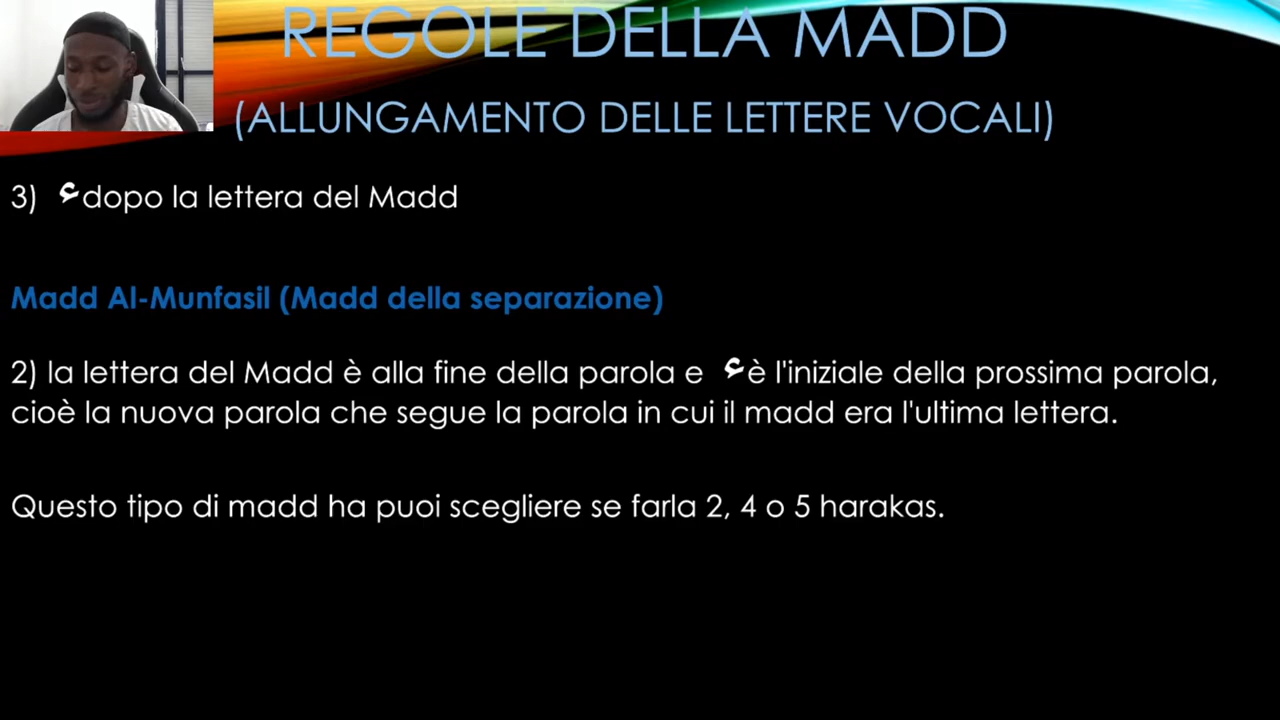 REGOLE DELLA MADD
(ALLUNGAMENTO DELLE LETTERE VOCALI)
3) ء dopo la lettera del Madd
Madd Al-Munfasil (Madd della separazione)
2) la lettera del Madd è alla fine della parola e ء è l'iniziale della prossima parola,
cioè la nuova parola che segue la parola in cui il madd era l'ultima lettera.
Questo tipo di madd ha puoi scegliere se farla 2, 4 o 5 harakas.